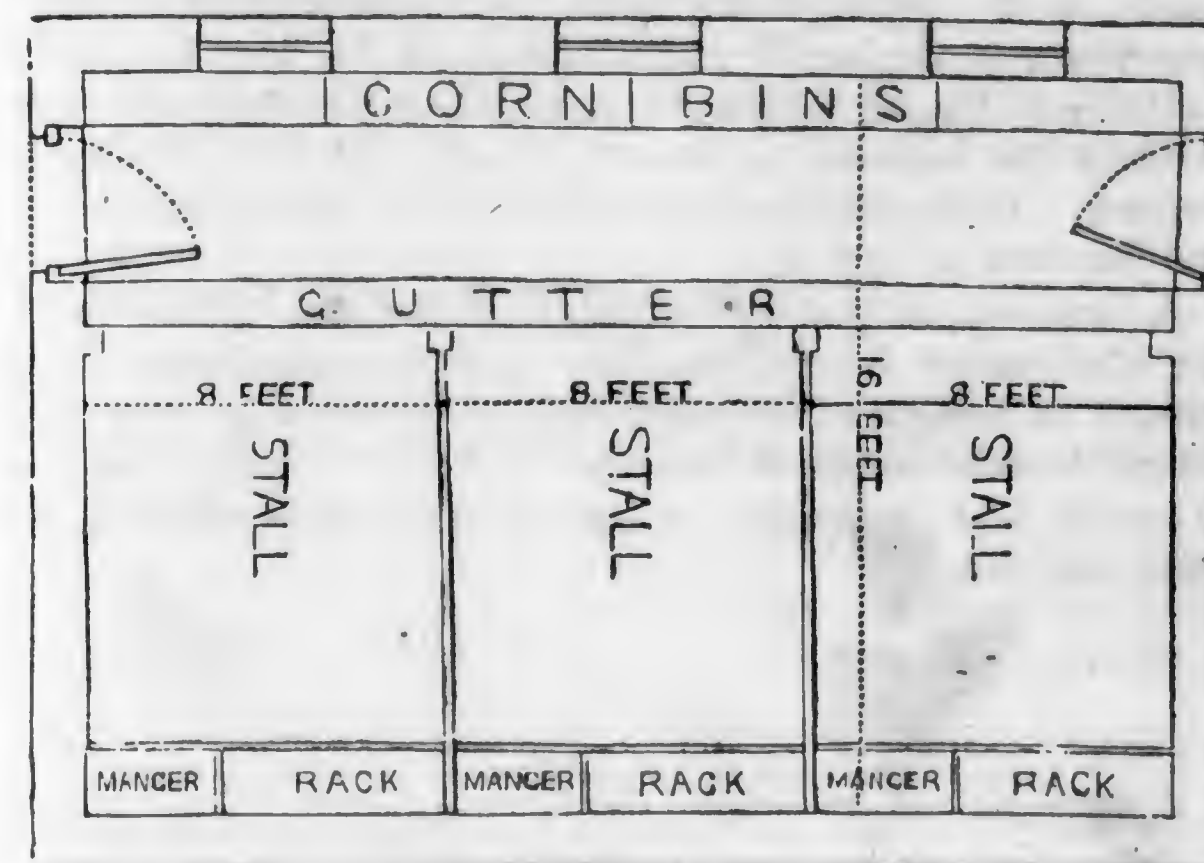 CORN BINS
GUTTER
8 FEET 8 FEET 8 FEET
16 FEET
STALL STALL STALL
MANGER RACK MANGER RACK MANGER RACK